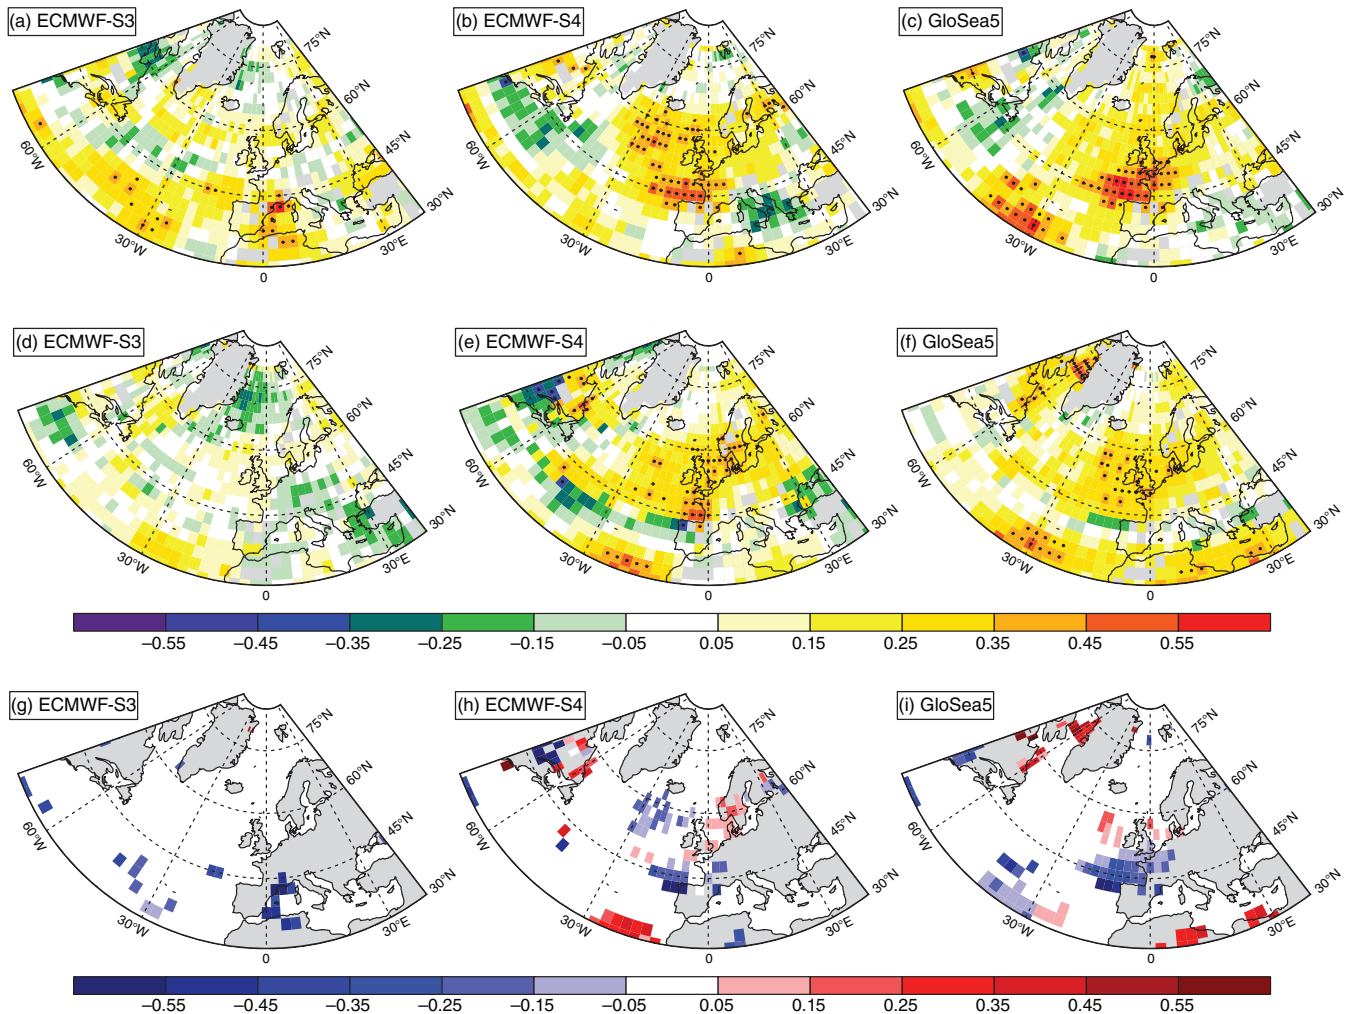 (a) ECMWF-S3
(b) ECMWF-S4
(c) GloSea5
75°N 60°N 45°N 30°N 60°W 30°W 0 30°E
75°N 60°N 45°N 30°N 60°W 30°W 0 30°E
75°N 60°N 45°N 30°N 60°W 30°W 0 30°E
(d) ECMWF-S3
(e) ECMWF-S4
(f) GloSea5
75°N 60°N 45°N 30°N 60°W 30°W 0 30°E
75°N 60°N 45°N 30°N 60°W 30°W 0 30°E
75°N 60°N 45°N 30°N 60°W 30°W 0 30°E
−0.55 −0.45 −0.35 −0.25 −0.15 −0.05 0.05 0.15 0.25 0.35 0.45 0.55
(g) ECMWF-S3
(h) ECMWF-S4
(i) GloSea5
75°N 60°N 45°N 30°N 60°W 30°W 0 30°E
75°N 60°N 45°N 30°N 60°W 30°W 0 30°E
75°N 60°N 45°N 30°N 60°W 30°W 0 30°E
−0.55 −0.45 −0.35 −0.25 −0.15 −0.05 0.05 0.15 0.25 0.35 0.45 0.55